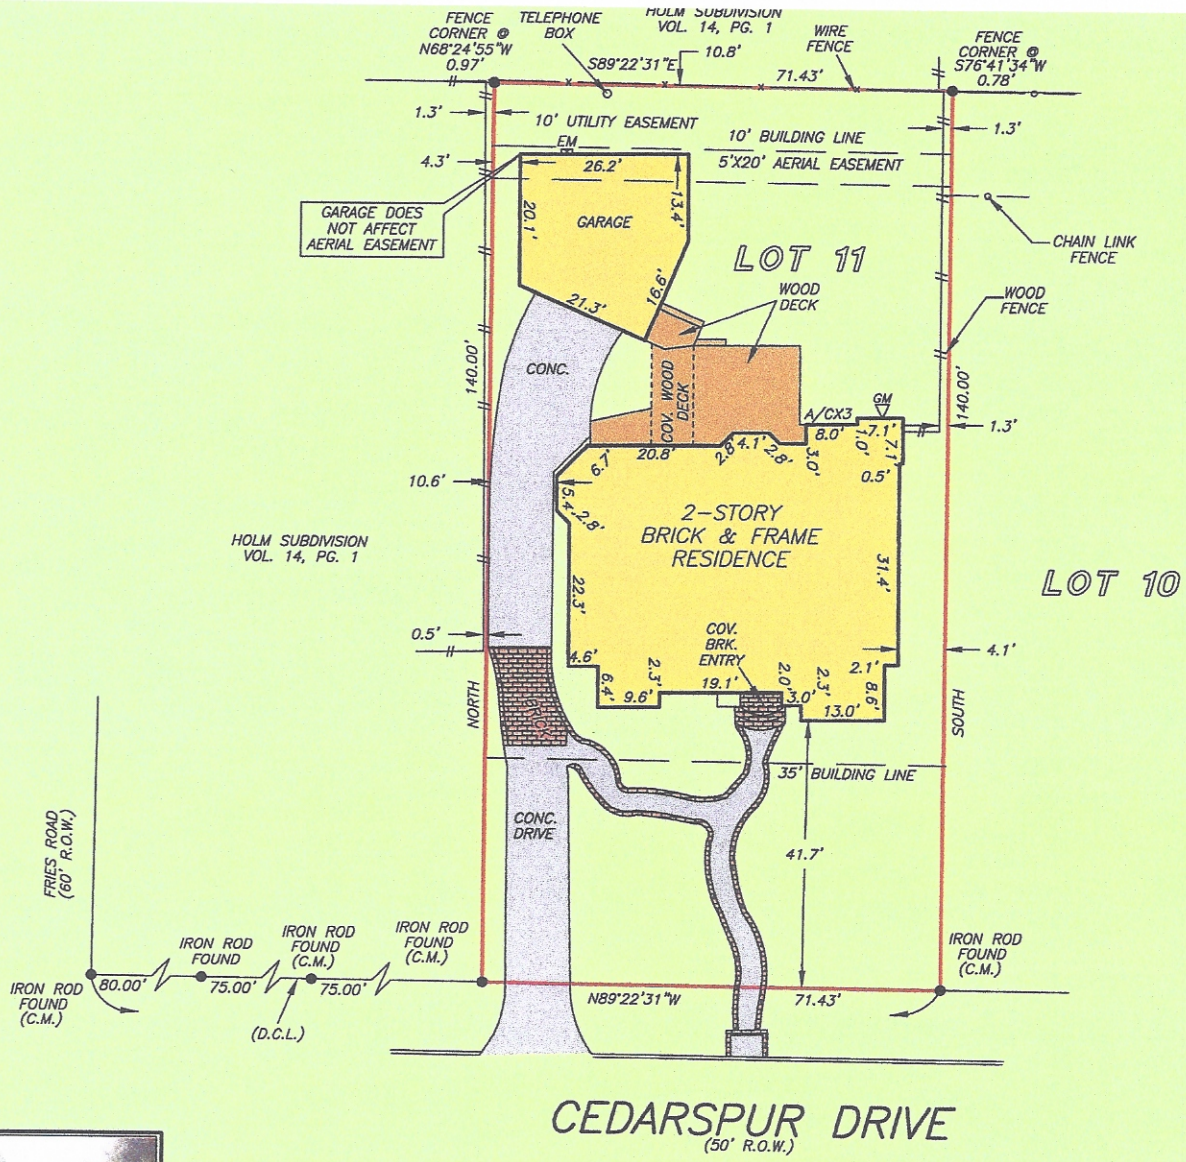 HOLM SUBDIVISION
VOL. 14, PG. 1
FENCE
CORNER @
N68°24'55"W
0.97'
TELEPHONE
BOX
S89°22'31"E
10.8'
WIRE
FENCE
71.43'
FENCE
CORNER @
S76°41'34"W
0.78'
1.3'
10' UTILITY EASEMENT
10' BUILDING LINE
1.3'
EM
4.3'
26.2'
5'X20' AERIAL EASEMENT
GARAGE DOES
NOT AFFECT
AERIAL EASEMENT
20.1'
GARAGE
13.4'
LOT 11
CHAIN LINK
FENCE
21.3'
16.6'
WOOD
DECK
WOOD
FENCE
140.00'
CONC.
COV. WOOD
DECK
A/CX3
GM
140.00'
8.0'
1.0'
7.1'
7.1'
1.3'
6.7'
20.8'
2.8'
4.1'
2.8'
3.0'
0.5'
10.6'
5.4'
2.8'
2-STORY
BRICK & FRAME
RESIDENCE
HOLM SUBDIVISION
VOL. 14, PG. 1
22.3'
31.4'
LOT 10
0.5'
COV.
BRK.
ENTRY
4.1'
4.6'
6.4'
9.6'
2.3'
19.1'
2.0'
3.0'
2.3'
13.0'
2.1'
8.6'
NORTH
BRICK
SOUTH
35' BUILDING LINE
CONC.
DRIVE
41.7'
FRIES ROAD
(60' R.O.W.)
IRON ROD
FOUND
(C.M.)
80.00'
IRON ROD
FOUND
75.00'
IRON ROD
FOUND
(C.M.)
75.00'
IRON ROD
FOUND
(C.M.)
(D.C.L.)
N89°22'31"W
71.43'
IRON ROD
FOUND
(C.M.)
CEDARSPUR DRIVE
(50' R.O.W.)